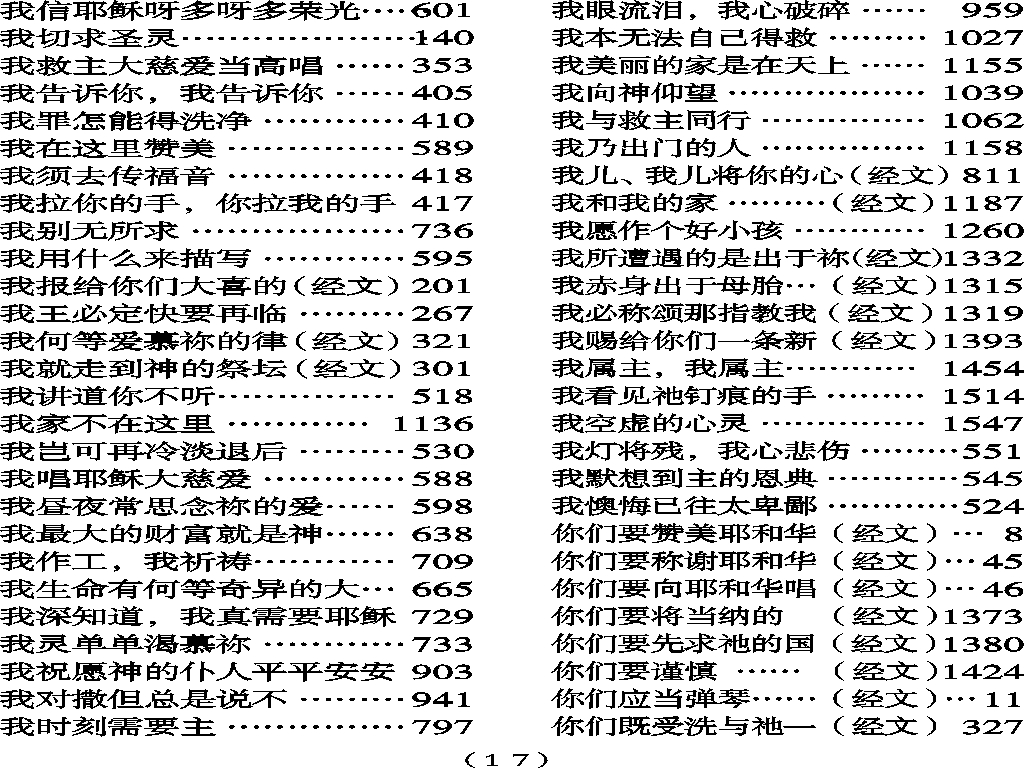 我信耶稣呀多呀多荣光····601
我切求圣灵···················140
我救主大慈爱当高唱 ······353
我告诉你，我告诉你 ······405
我罪怎能得洗净 ············410
我在这里赞美 ···············589
我须去传福音 ···············418
我拉你的手，你拉我的手 417
我别无所求 ··················736
我用什么来描写 ············595
我报给你们大喜的(经文)201
我王必定快要再临 ·········267
我何等爱慕祢的律(经文)321
我就走到神的祭坛(经文)301
我讲道你不听··············· 518
我家不在这里 ············ 1136
我岂可再冷淡退后 ·········530
我唱耶稣大慈爱 ············588
我昼夜常思念祢的爱······ 598
我最大的财富就是神······ 638
我作工，我祈祷············ 709
我生命有何等奇异的大··· 665
我深知道，我真需要耶稣 729
我灵单单渴慕祢 ············733
我祝愿神的仆人平平安安 903
我对撒但总是说不 ·········941
我时刻需要主 ···············797
我眼流泪，我心破碎 ······ 959
我本无法自己得救 ········· 1027
我美丽的家是在天上 ······ 1155
我向神仰望 ·················· 1039
我与救主同行 ··············· 1062
我乃出门的人 ··············· 1158
我儿、我儿将你的心(经文) 811
我和我的家 ·········(经文)1187
我愿作个好小孩 ············ 1260
我所遭遇的是出于祢(经文)1332
我赤身出于母胎··· (经文)1315
我必称颂那指教我 (经文)1319
我赐给你们一条新 (经文)1393
我属主，我属主············ 1454
我看见祂钉痕的手 ········· 1514
我空虚的心灵 ··············· 1547
我灯将残，我心悲伤 ·········551
我默想到主的恩典 ············545
我懊悔已往太卑鄙 ············524
你们要赞美耶和华 (经文) ··· 8
你们要称谢耶和华 (经文)··· 45
你们要向耶和华唱 (经文)··· 46
你们要将当纳的 (经文)1373
你们要先求祂的国 (经文)1380
你们要谨慎 ······ (经文)1424
你们应当弹琴······ (经文)··· 11
你们既受洗与祂一 (经文) 327
(17)